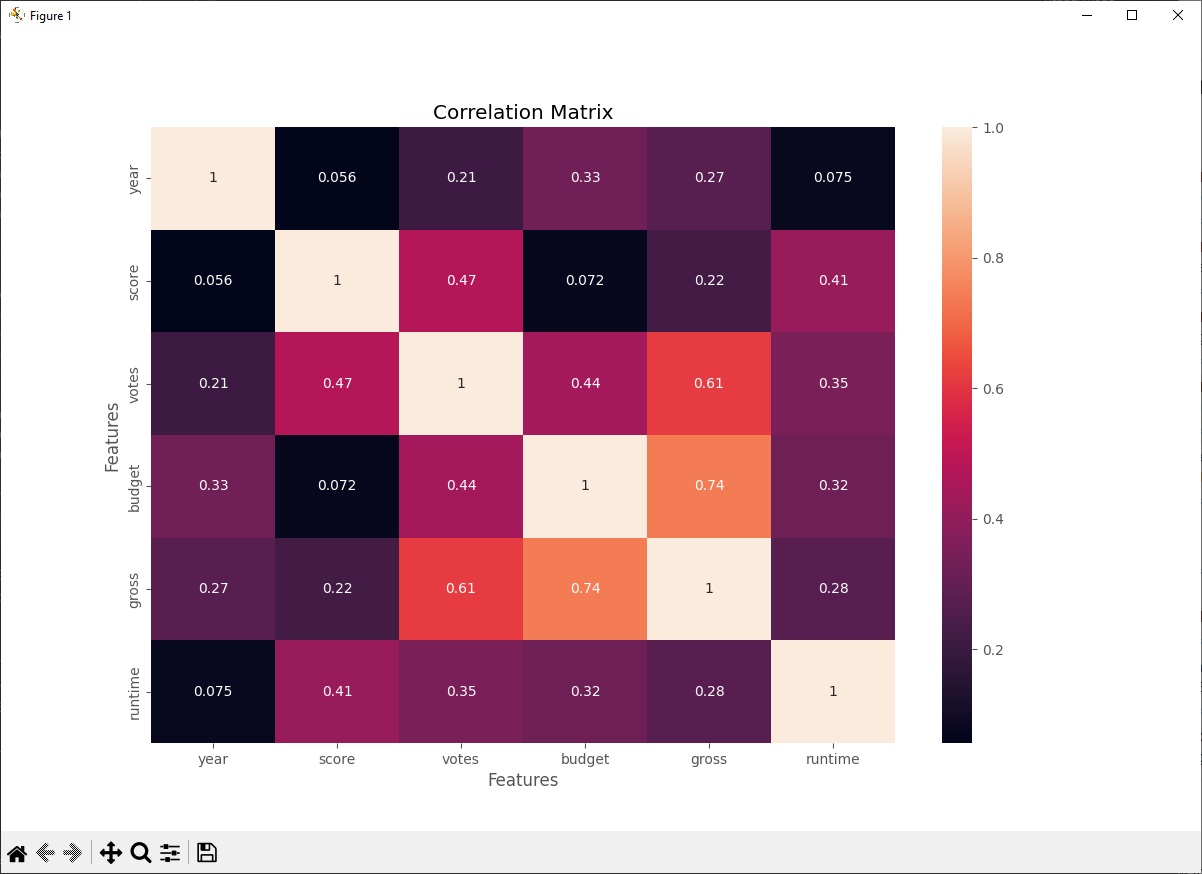 Figure 1
Correlation Matrix
year 1 0.056 0.21 0.33 0.27 0.075
score 0.056 1 0.47 0.072 0.22 0.41
votes 0.21 0.47 1 0.44 0.61 0.35
budget 0.33 0.072 0.44 1 0.74 0.32
gross 0.27 0.22 0.61 0.74 1 0.28
runtime 0.075 0.41 0.35 0.32 0.28 1
Features
year score votes budget gross runtime
Features
1.0
0.8
0.6
0.4
0.2